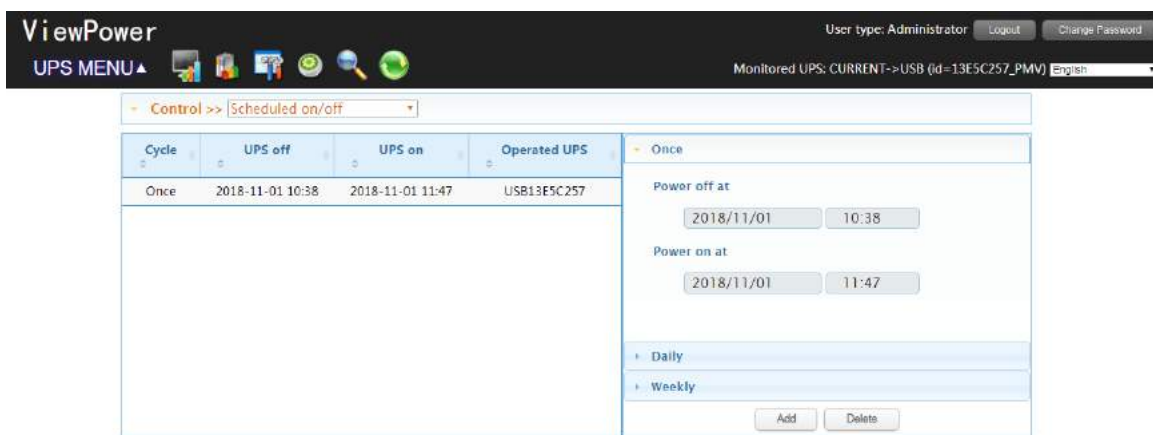 ViewPower
User type: Administrator Logout Change Password
UPS MENU▲
Monitored UPS: CURRENT->USB (id=13E5C257_PMV) English
Control >> Scheduled on/off
Cycle UPS off UPS on Operated UPS
Once 2018-11-01 10:38 2018-11-01 11:47 USB13E5C257
Once
Power off at
2018/11/01 10:38
Power on at
2018/11/01 11:47
Daily
Weekly
Add Delete